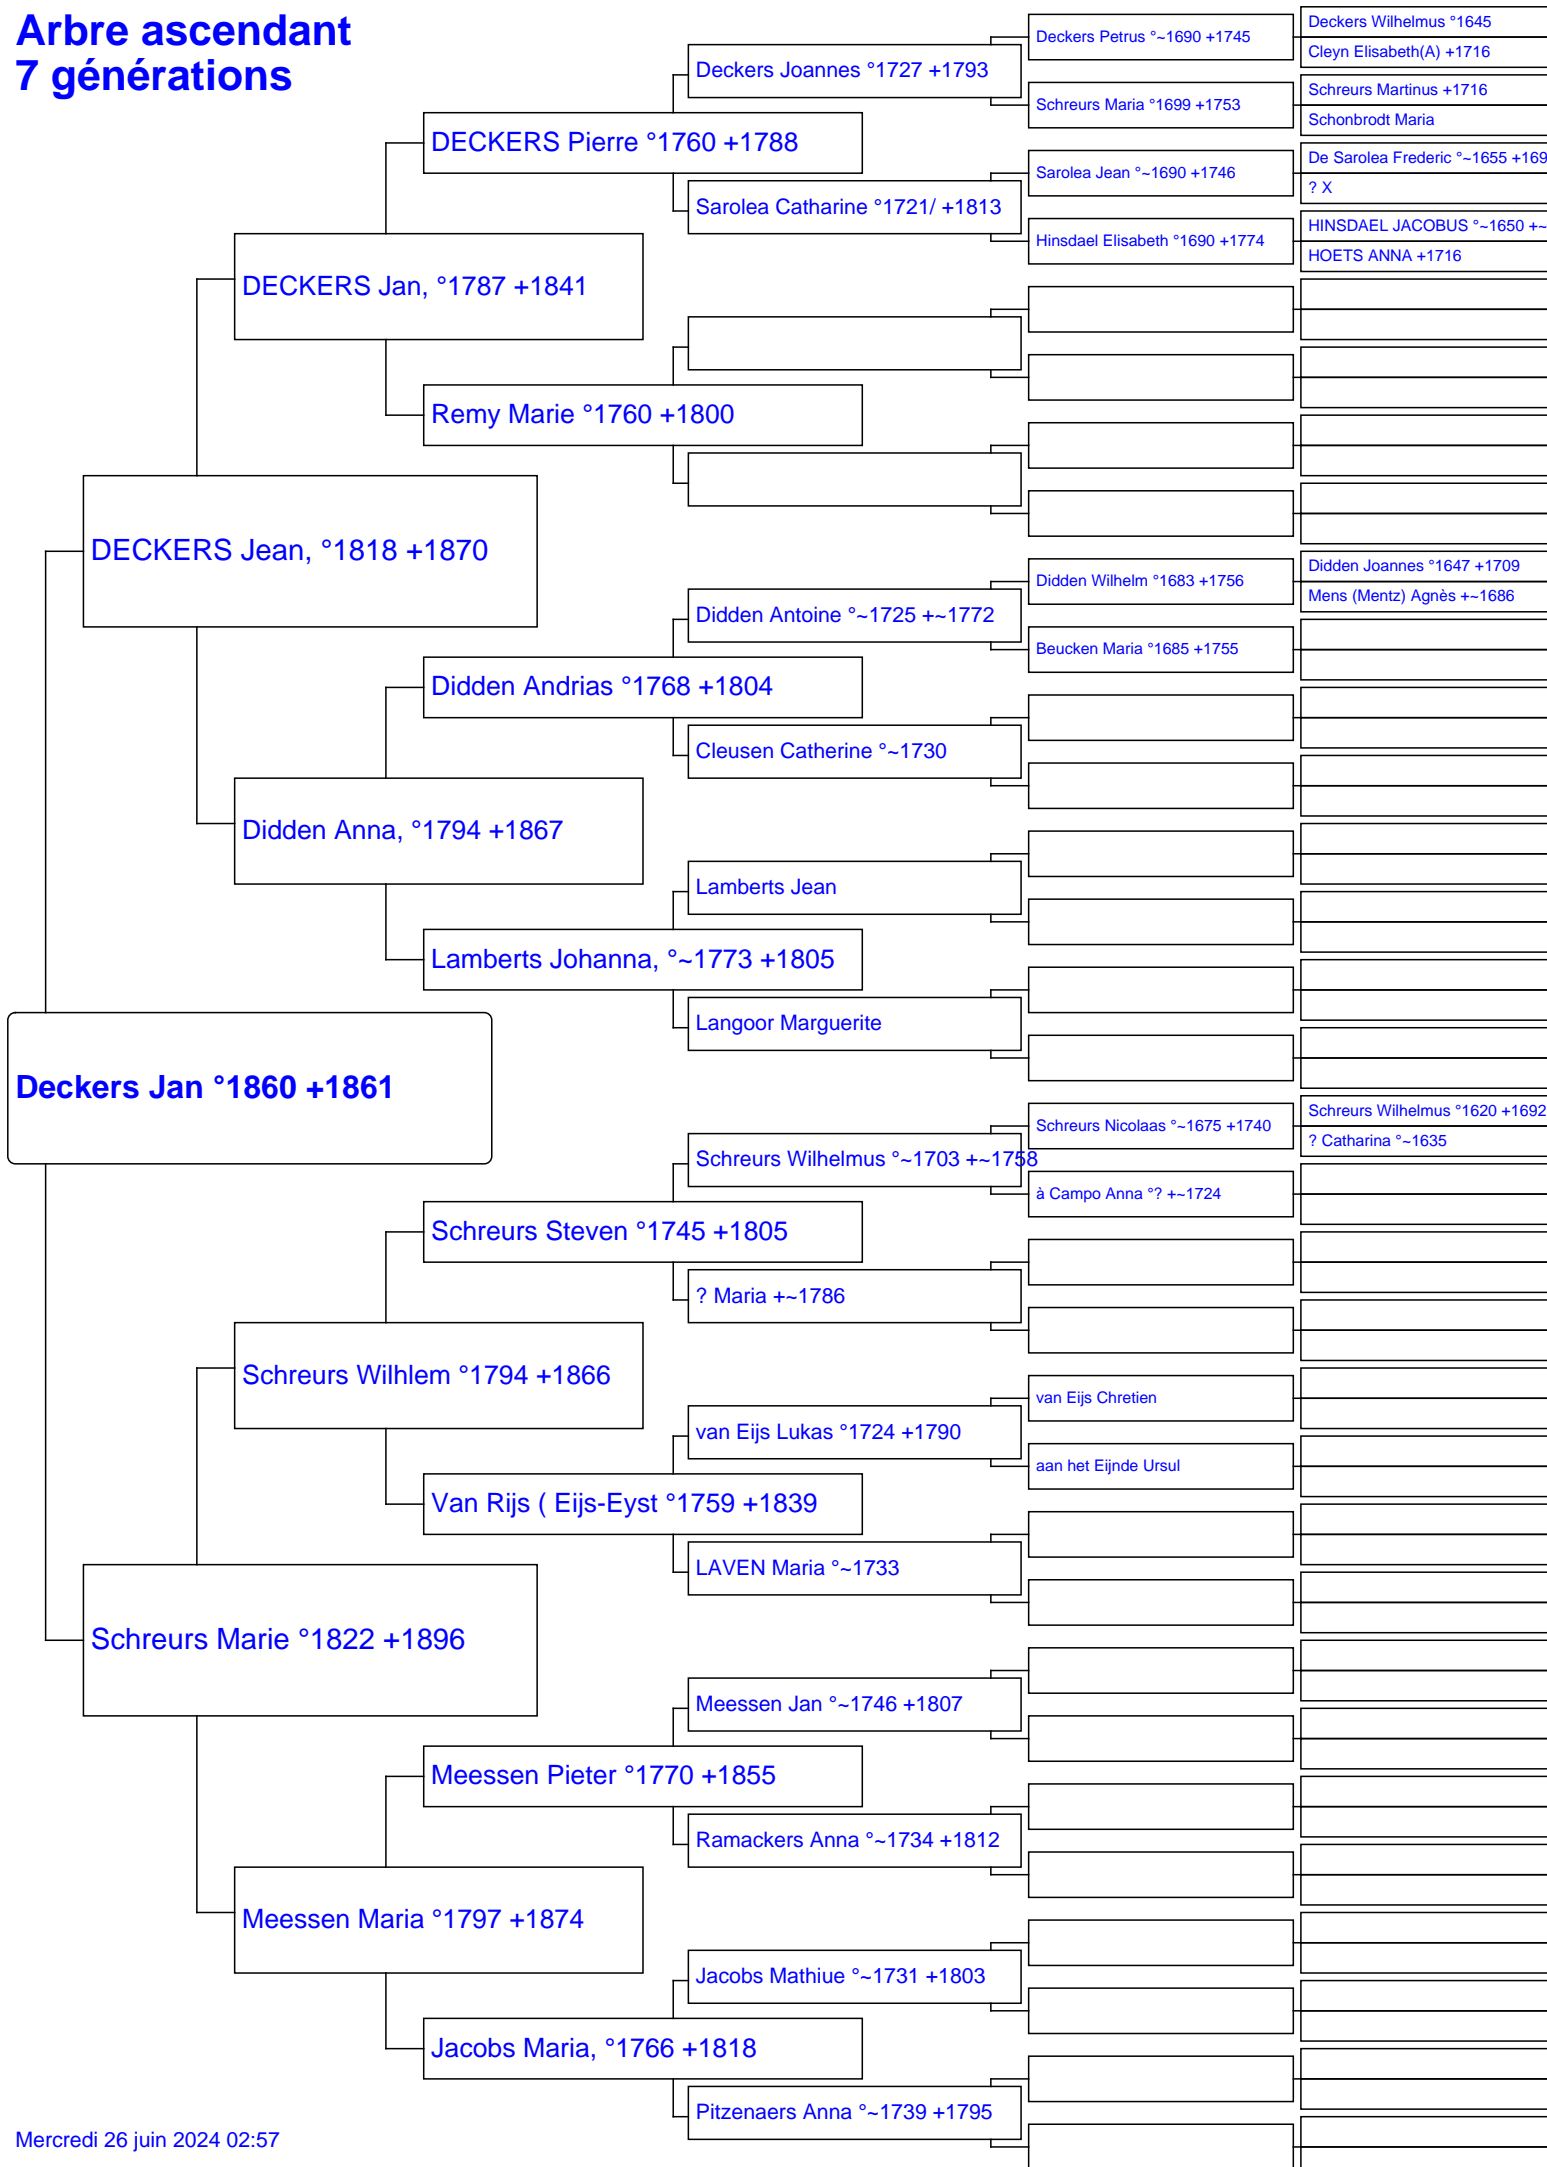 Arbre ascendant
7 générations
Deckers Jan °1860 +1861
DECKERS Jean, °1818 +1870
Schreurs Marie °1822 +1896
DECKERS Jan, °1787 +1841
Didden Anna, °1794 +1867
Schreurs Wilhlem °1794 +1866
Meessen Maria °1797 +1874
DECKERS Pierre °1760 +1788
Remy Marie °1760 +1800
Didden Andrias °1768 +1804
Lamberts Johanna, °~1773 +1805
Schreurs Steven °1745 +1805
Van Rijs ( Eijs-Eyst °1759 +1839
Meessen Pieter °1770 +1855
Jacobs Maria, °1766 +1818
Deckers Joannes °1727 +1793
Sarolea Catharine °1721/ +1813
Didden Antoine °~1725 +~1772
Cleusen Catherine °~1730
Lamberts Jean
Langoor Marguerite
Schreurs Wilhelmus °~1703 +~1758
? Maria +~1786
van Eijs Lukas °1724 +1790
LAVEN Maria °~1733
Meessen Jan °~1746 +1807
Ramackers Anna °~1734 +1812
Jacobs Mathiue °~1731 +1803
Pitzenaers Anna °~1739 +1795
Deckers Petrus °~1690 +1745
Schreurs Maria °1699 +1753
Sarolea Jean °~1690 +1746
Hinsdael Elisabeth °1690 +1774
Didden Wilhelm °1683 +1756
Beucken Maria °1685 +1755
Schreurs Nicolaas °~1675 +1740
à Campo Anna °? +~1724
van Eijs Chretien
aan het Eijnde Ursul
Deckers Wilhelmus °1645
Cleyn Elisabeth(A) +1716
Schreurs Martinus +1716
Schonbrodt Maria
De Sarolea Frederic °~1655 +169
? X
HINSDAEL JACOBUS °~1650 +~
HOETS ANNA +1716
Didden Joannes °1647 +1709
Mens (Mentz) Agnès +~1686
Schreurs Wilhelmus °1620 +1692
? Catharina °~1635
Mercredi 26 juin 2024 02:57